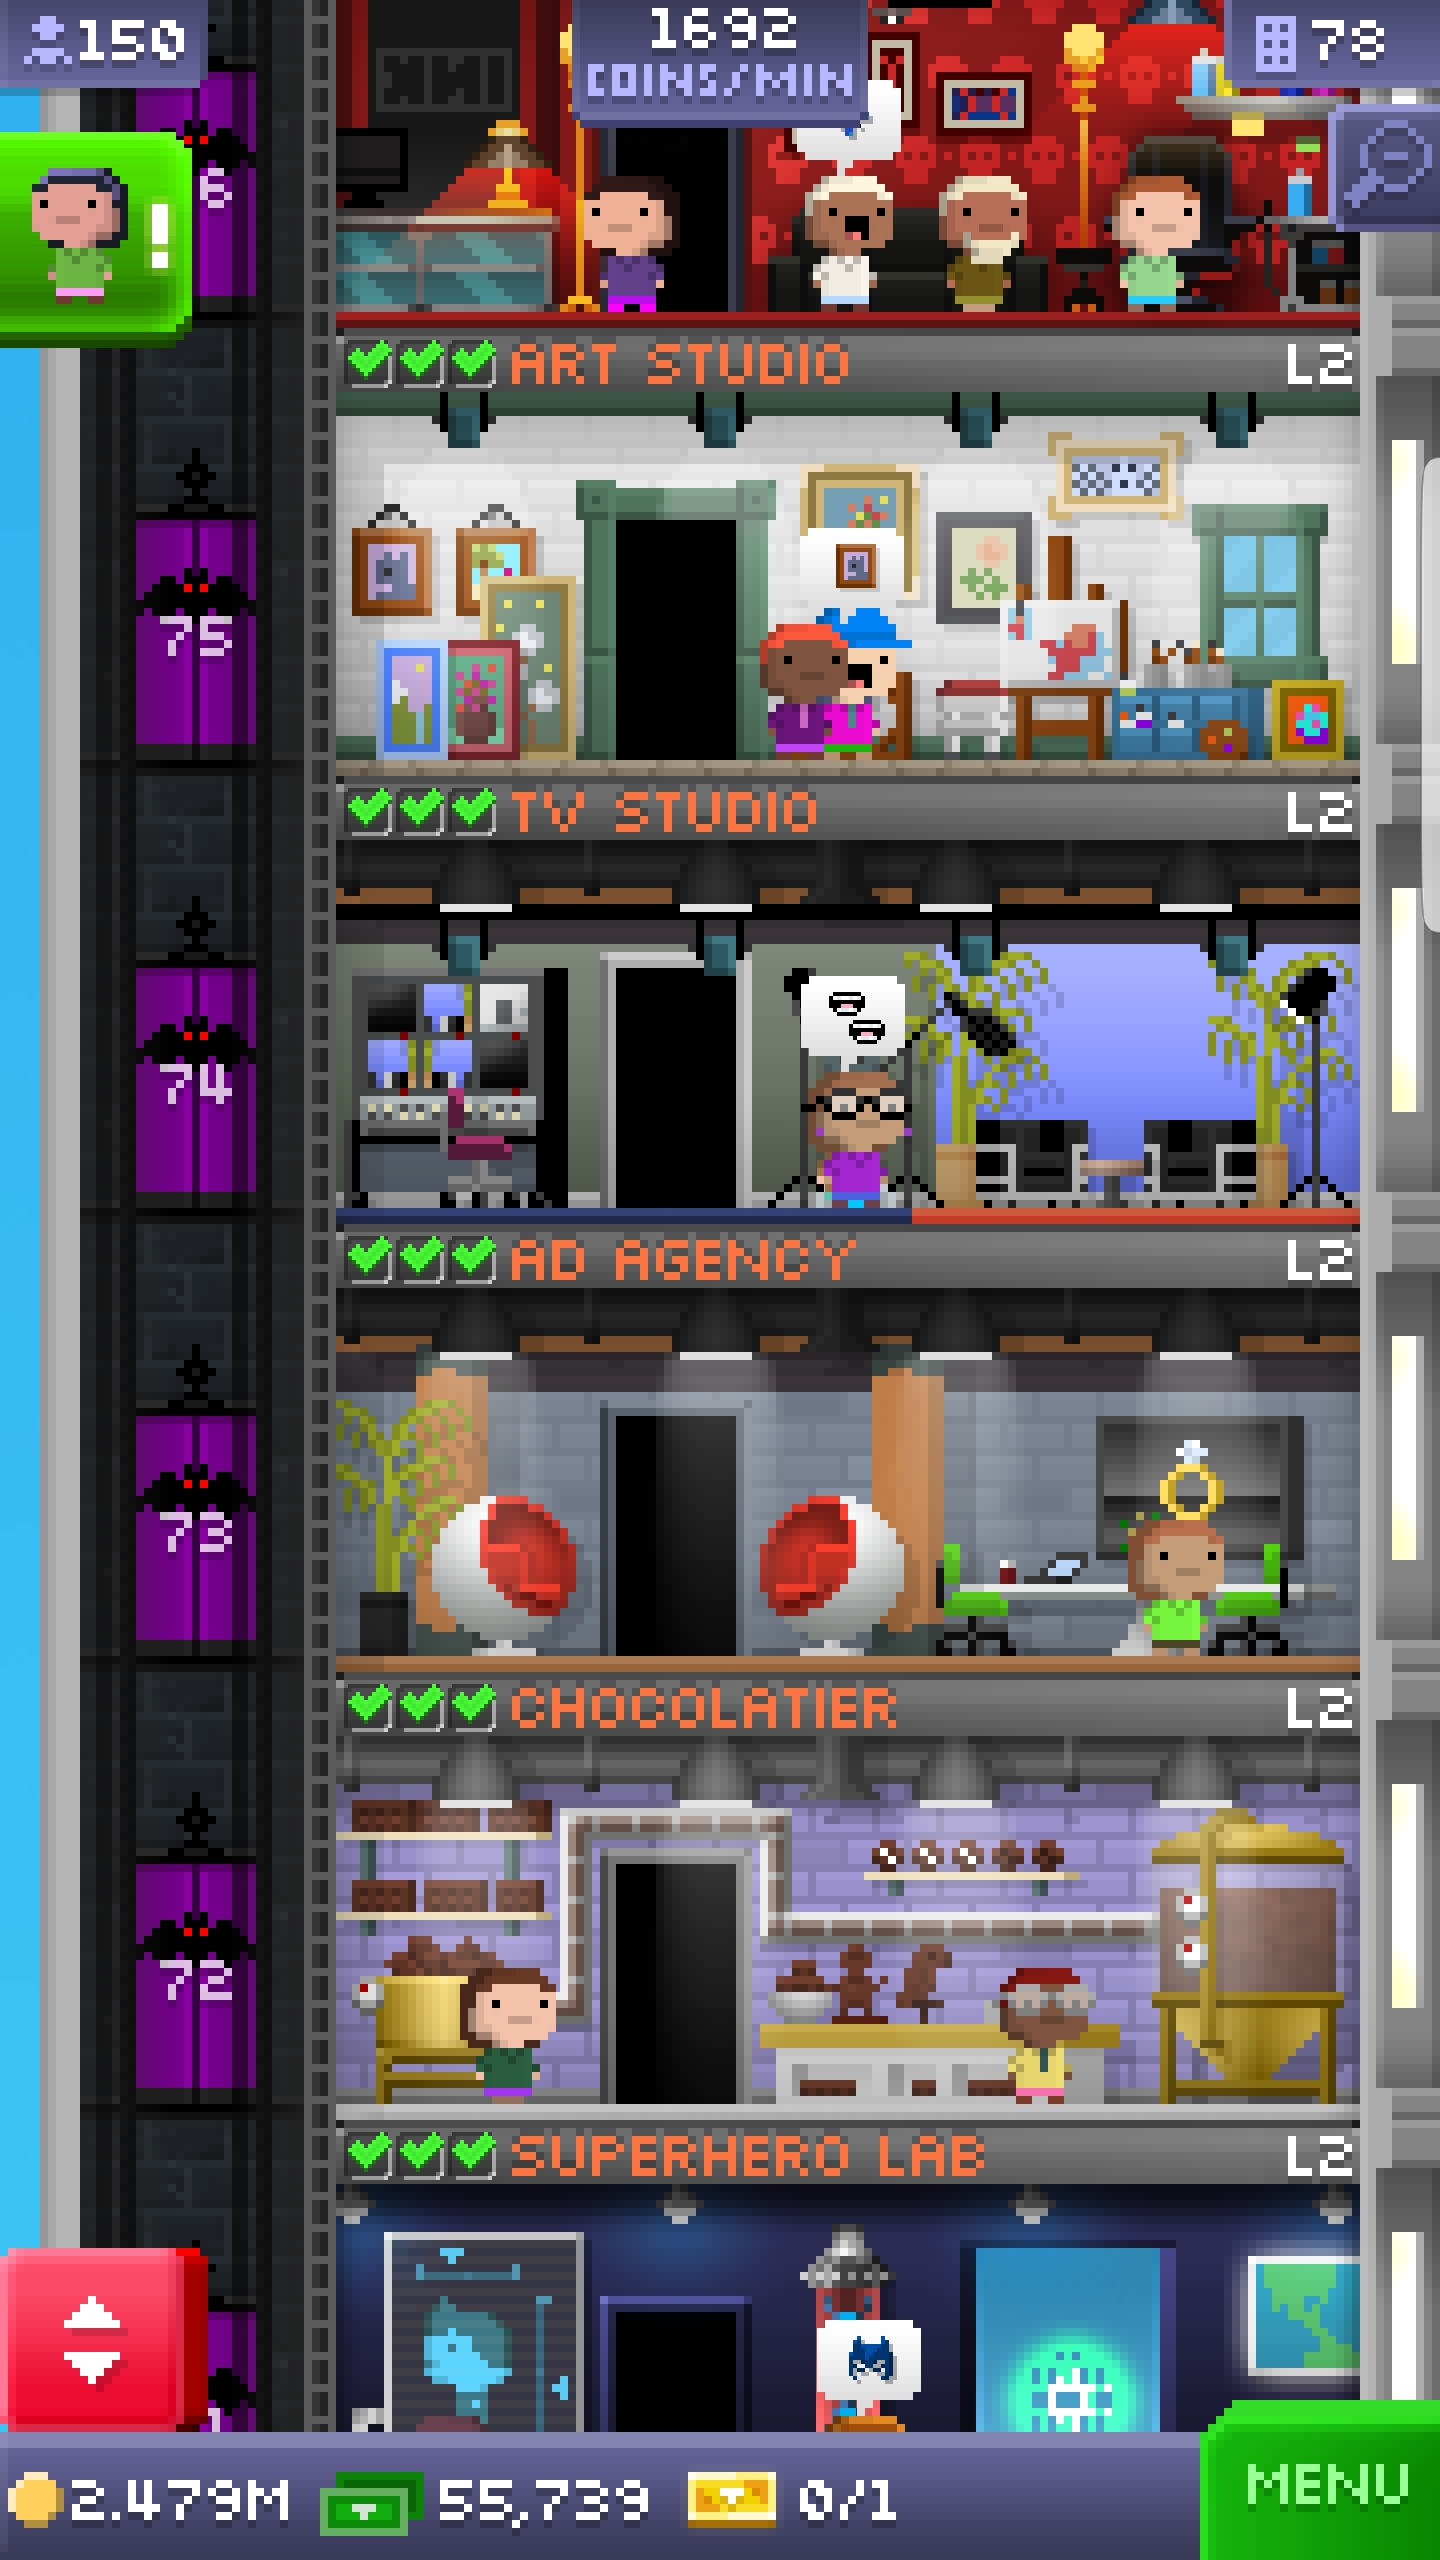 150
1692
COINS/MIN
78
INK
!
6
ART STUDIO L2
75
TV STUDIO L2
74
AD AGENCY L2
73
CHOCOLATIER L2
72
SUPERHERO LAB L2
2.479M 55,739 0/1
MENU